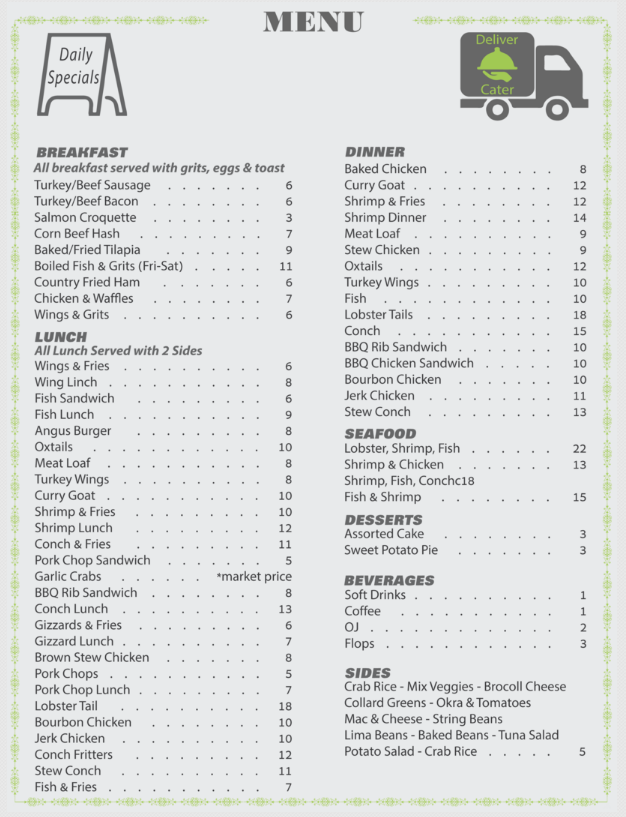 MENU
Daily
Specials
Deliver
Cater
BREAKFAST
All breakfast served with grits, eggs & toast
Turkey/Beef Sausage . . . . . . . 6
Turkey/Beef Bacon . . . . . . . . 6
Salmon Croquette . . . . . . . . 3
Corn Beef Hash . . . . . . . . . 7
Baked/Fried Tilapia . . . . . . . 9
Boiled Fish & Grits (Fri-Sat) . . . . . 11
Country Fried Ham . . . . . . . 6
Chicken & Waffles . . . . . . . . 7
Wings & Grits . . . . . . . . . 6
LUNCH
All Lunch Served with 2 Sides
Wings & Fries . . . . . . . . . . 6
Wing Linch . . . . . . . . . . . 8
Fish Sandwich . . . . . . . . . 6
Fish Lunch . . . . . . . . . . . 9
Angus Burger . . . . . . . . . 8
Oxtails . . . . . . . . . . . . 10
Meat Loaf . . . . . . . . . . . 8
Turkey Wings . . . . . . . . . . 8
Curry Goat . . . . . . . . . . . 10
Shrimp & Fries . . . . . . . . . 10
Shrimp Lunch . . . . . . . . . 12
Conch & Fries . . . . . . . . . 11
Pork Chop Sandwich . . . . . . . 5
Garlic Crabs . . . . . . *market price
BBQ Rib Sandwich . . . . . . . . 8
Conch Lunch . . . . . . . . . . 13
Gizzards & Fries . . . . . . . . . 6
Gizzard Lunch . . . . . . . . . . 7
Brown Stew Chicken . . . . . . . 8
Pork Chops . . . . . . . . . . . 5
Pork Chop Lunch . . . . . . . . . 7
Lobster Tail . . . . . . . . . . 18
Bourbon Chicken . . . . . . . . 10
Jerk Chicken . . . . . . . . . . 10
Conch Fritters . . . . . . . . . 12
Stew Conch . . . . . . . . . . 11
Fish & Fries . . . . . . . . . . . 7
DINNER
Baked Chicken . . . . . . . . 8
Curry Goat . . . . . . . . . . 12
Shrimp & Fries . . . . . . . . 12
Shrimp Dinner . . . . . . . . 14
Meat Loaf . . . . . . . . . . 9
Stew Chicken . . . . . . . . . 9
Oxtails . . . . . . . . . . . 12
Turkey Wings . . . . . . . . . 10
Fish . . . . . . . . . . . . 10
Lobster Tails . . . . . . . . . . 18
Conch . . . . . . . . . . . 15
BBQ Rib Sandwich . . . . . . . 10
BBQ Chicken Sandwich . . . . . 10
Bourbon Chicken . . . . . . . 10
Jerk Chicken . . . . . . . . . 11
Stew Conch . . . . . . . . . 13
SEAFOOD
Lobster, Shrimp, Fish . . . . . . 22
Shrimp & Chicken . . . . . . . 13
Shrimp, Fish, Conchc18
Fish & Shrimp . . . . . . . . 15
DESSERTS
Assorted Cake . . . . . . . . 3
Sweet Potato Pie . . . . . . . 3
BEVERAGES
Soft Drinks . . . . . . . . . . 1
Coffee . . . . . . . . . . . 1
OJ . . . . . . . . . . . . . 2
Flops . . . . . . . . . . . . 3
SIDES
Crab Rice - Mix Veggies - Brocoll Cheese
Collard Greens - Okra & Tomatoes
Mac & Cheese - String Beans
Lima Beans - Baked Beans - Tuna Salad
Potato Salad - Crab Rice . . . . . 5